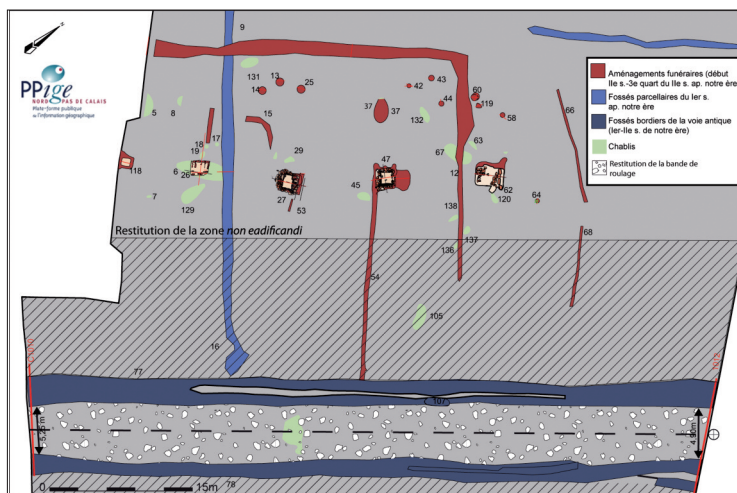 PPige
NORD PAS DE CALAIS
Plate-forme publique
de l'information géographique
9
131
13
14
25
42
43
44
60
119
58
66
5
8
17
18
19
15
37
37
132
63
67
118
6
26
29
47
7
129
27
53
45
12
62
120
64
138
137
136
68
Restitution de la zone non eadificandi
54
105
16
77
107
78
5.25 m
4.90m
0
15m
Aménagements funéraires (début
IIe s.-3e quart du IIe s. ap. notre ère
Fossés parcellaires du Ier s
ap. notre ère
Fossés bordiers de la voie antique
(Ier-IIe s. de notre ère)
Chablis
Restitution de la bande de
roulage